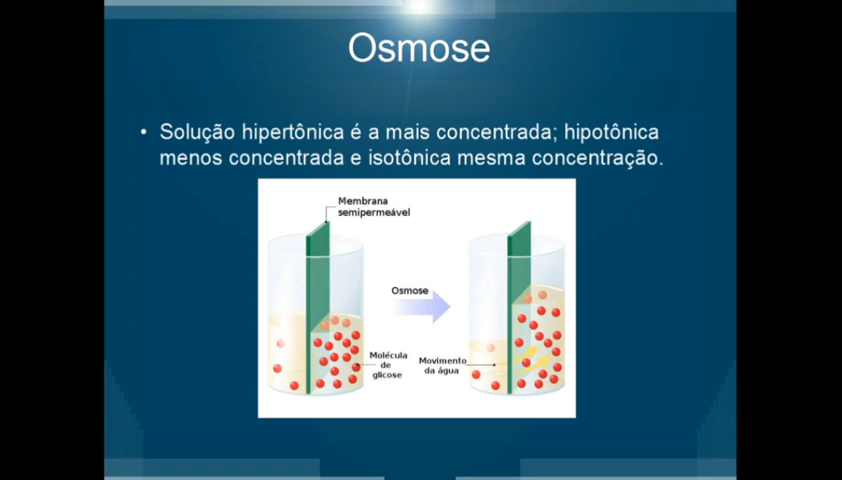 Osmose
• Solução hipertônica é a mais concentrada; hipotônica
menos concentrada e isotônica mesma concentração.
Membrana
semipermeável
Osmose
Molécula
de
glicose
Movimento
da água